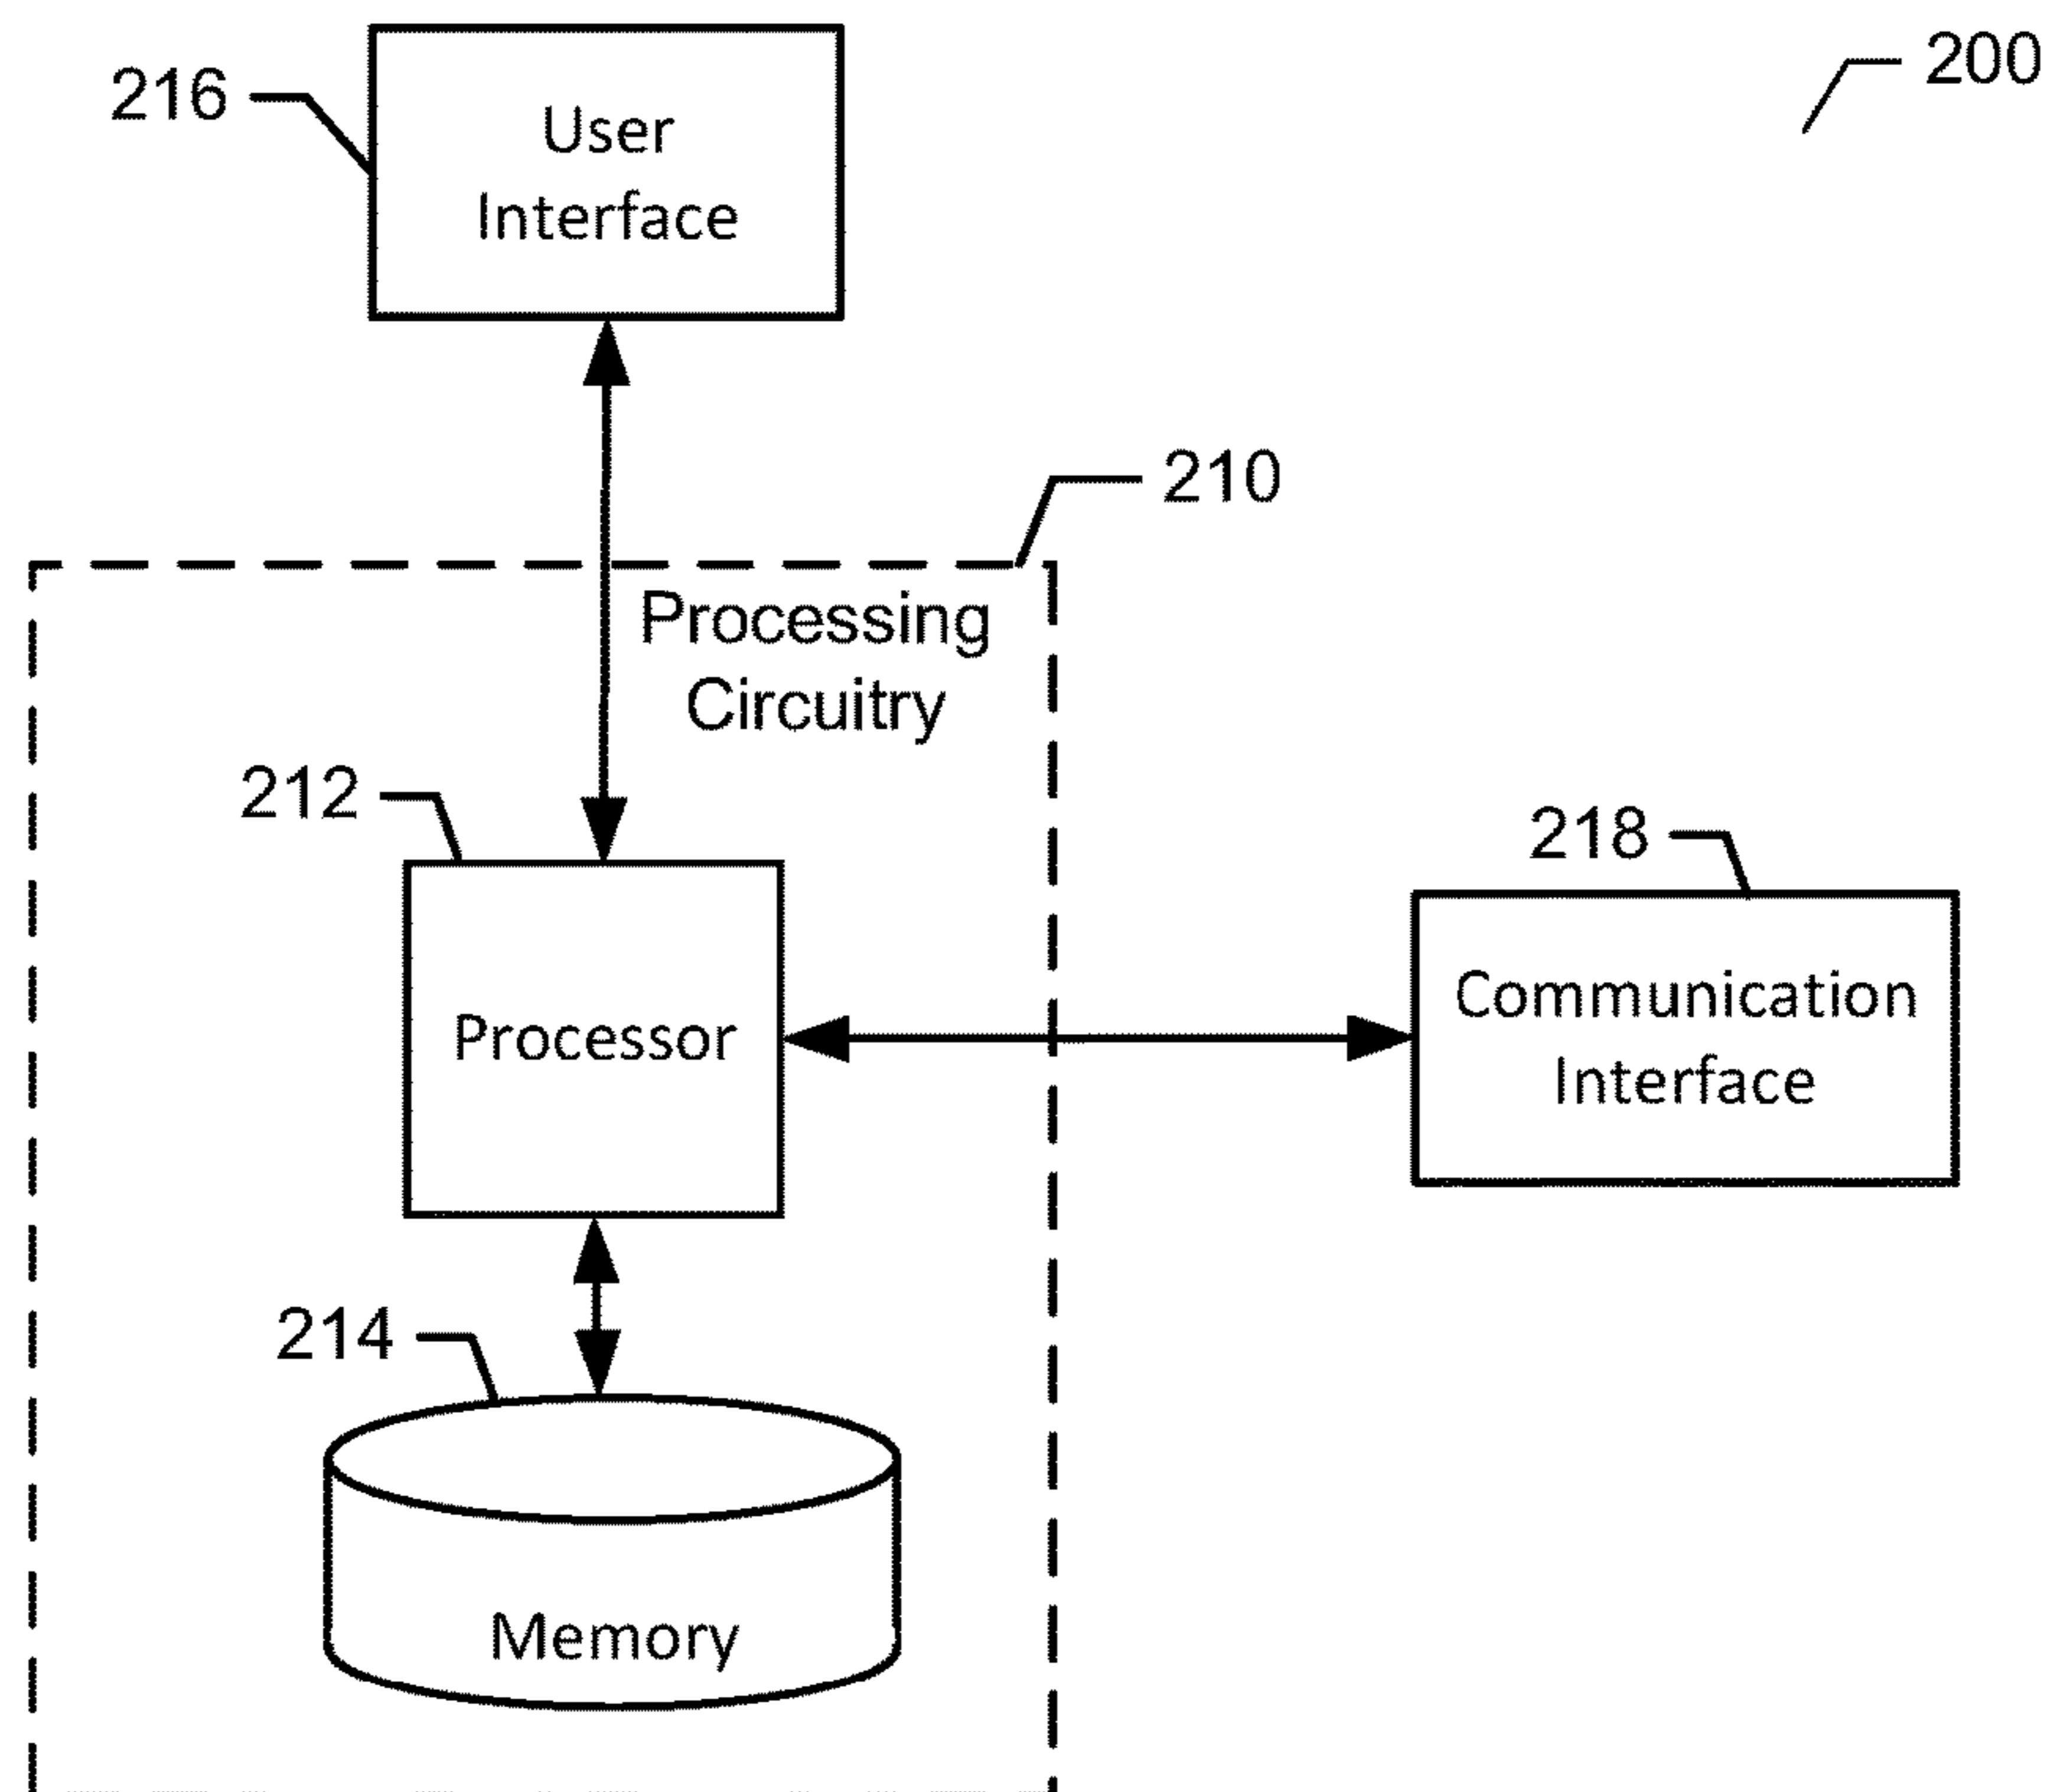 200
216
User
Interface
210
Processing
Circuitry
212
218
Processor
Communication
Interface
214
Memory